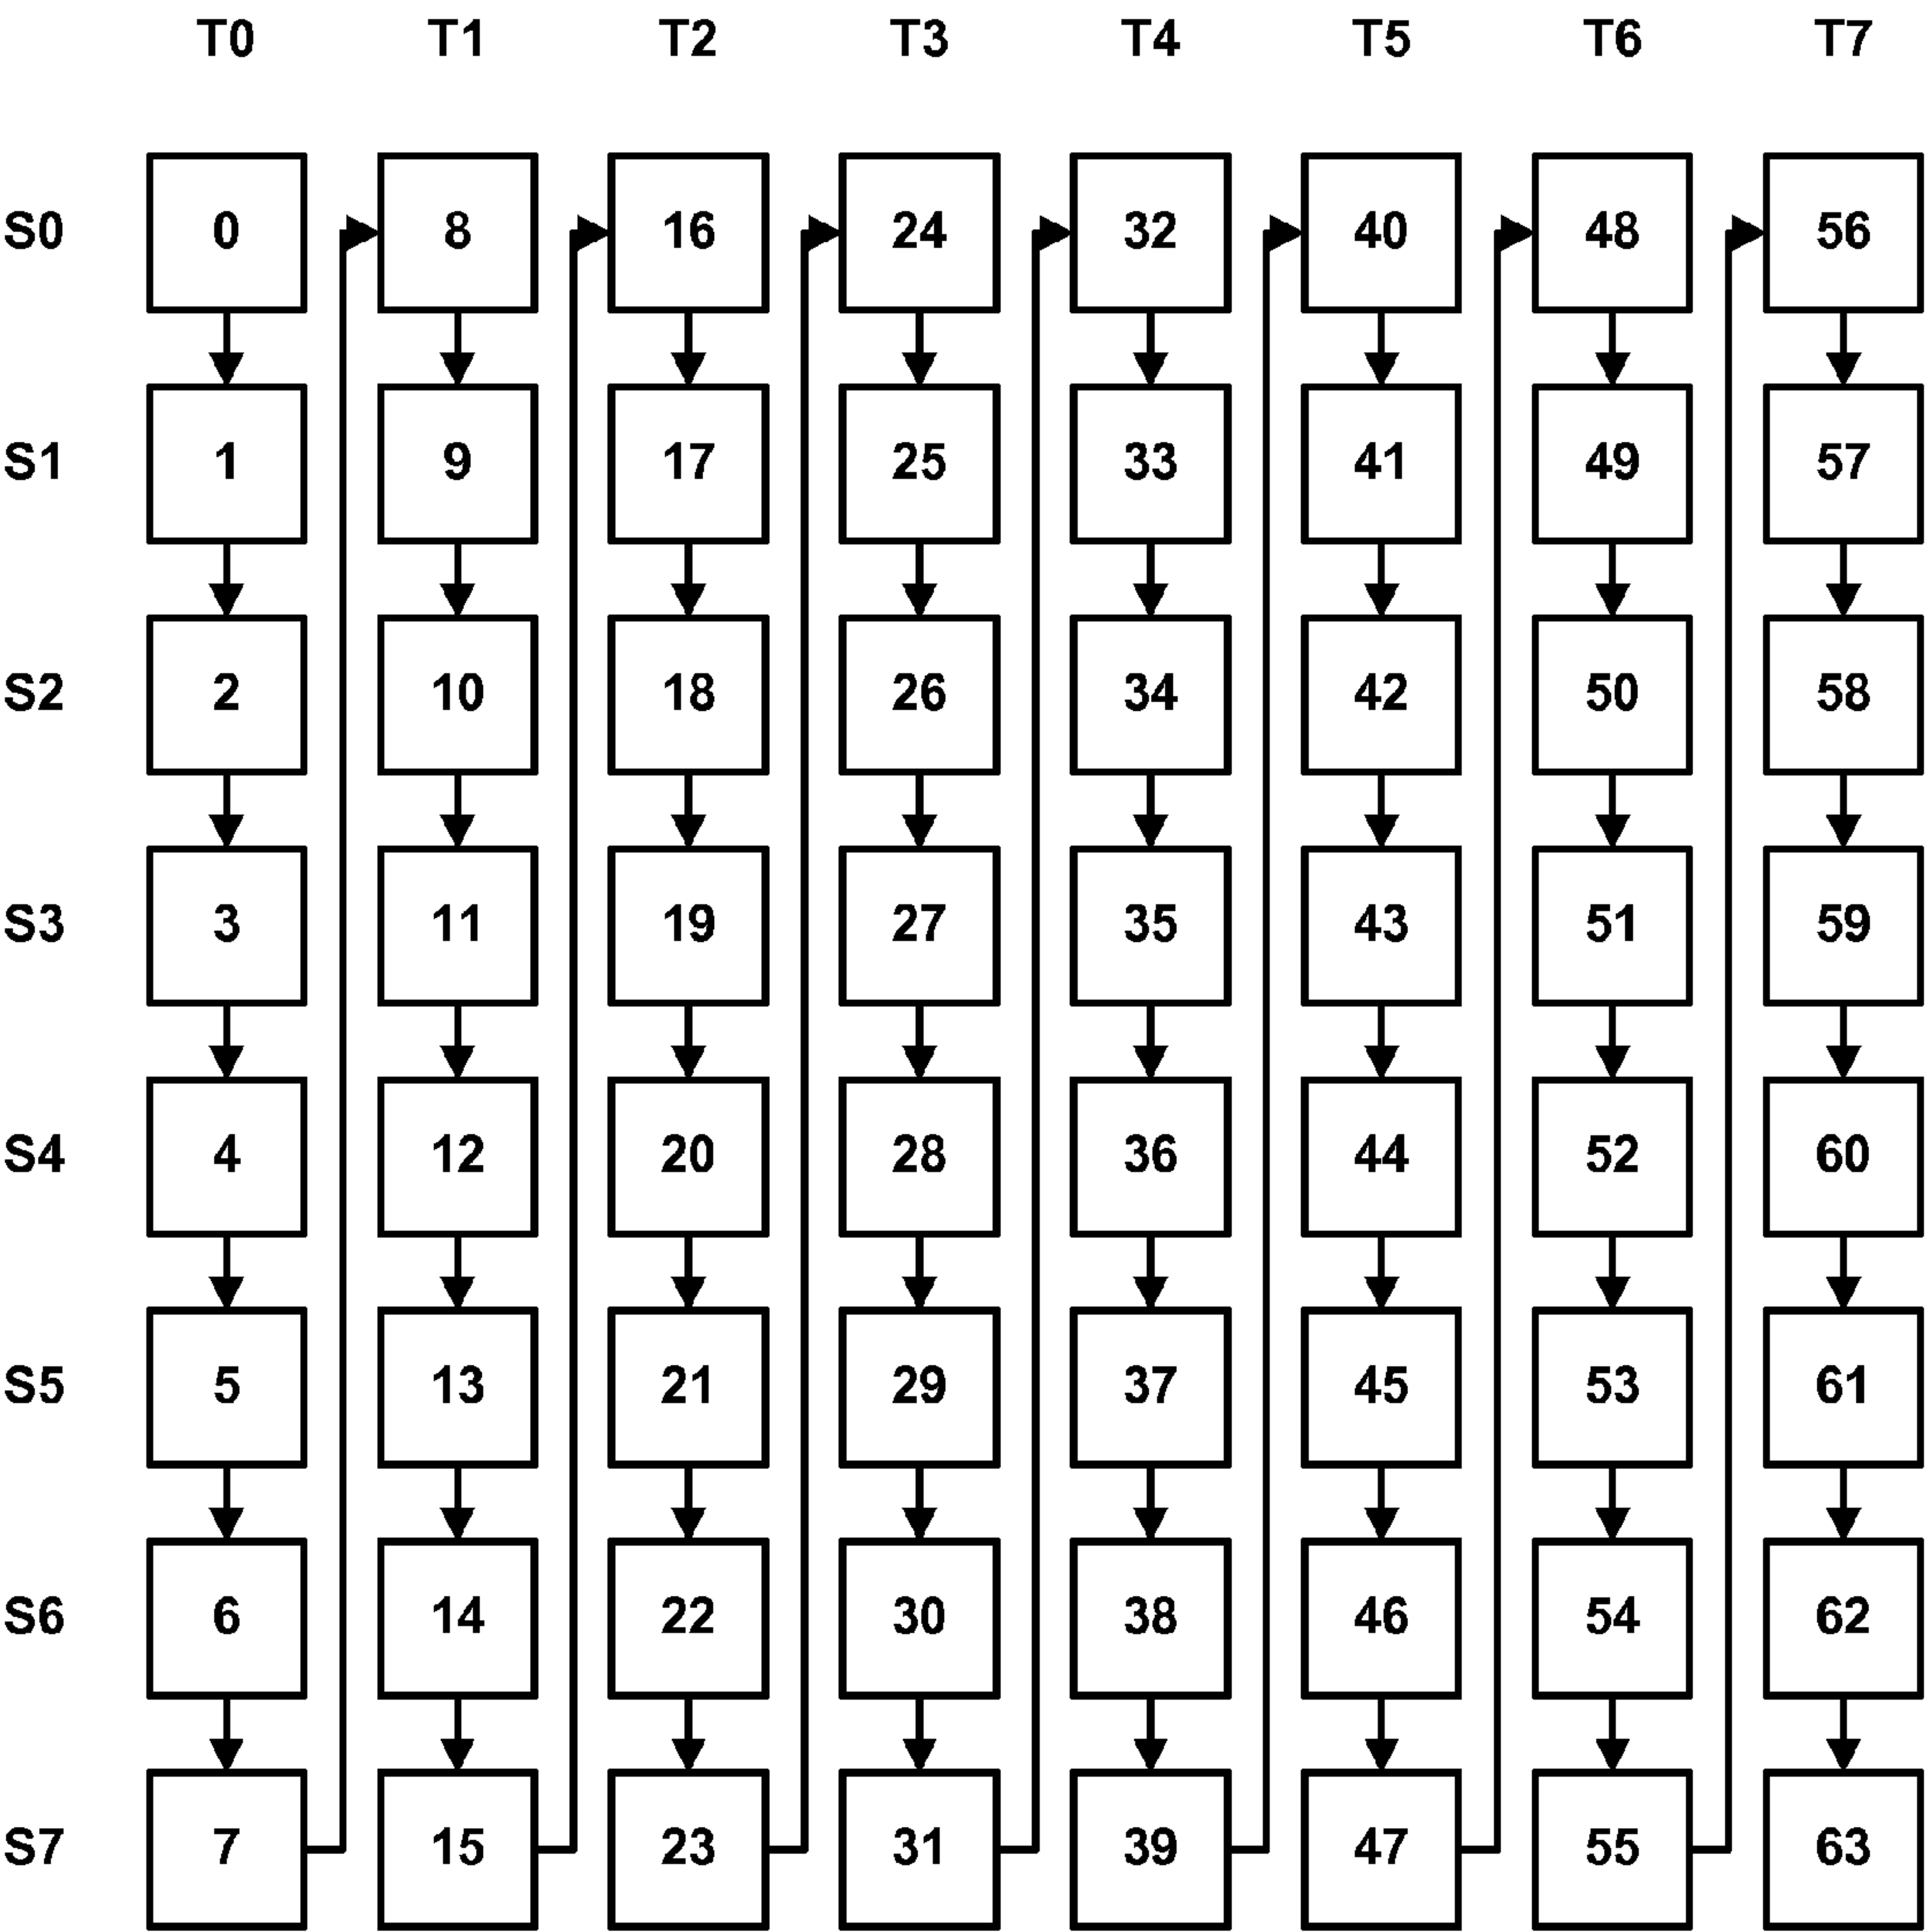 T0 T1 T2 T3 T4 T5 T6 T7
S0 0 8 16 24 32 40 48 56
S1 1 9 17 25 33 41 49 57
S2 2 10 18 26 34 42 50 58
S3 3 11 19 27 35 43 51 59
S4 4 12 20 28 36 44 52 60
S5 5 13 21 29 37 45 53 61
S6 6 14 22 30 38 46 54 62
S7 7 15 23 31 39 47 55 63